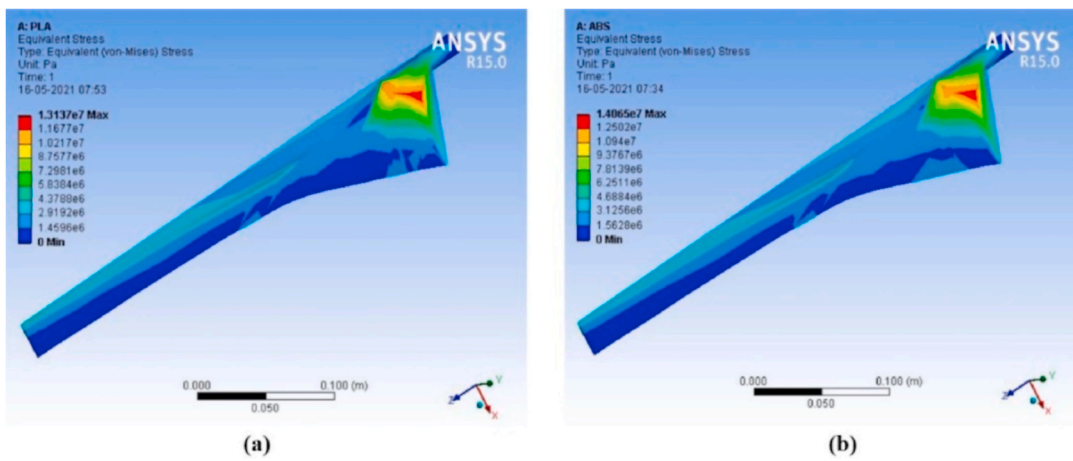 A: PLA
Equivalent Stress
Type: Equivalent (von-Mises) Stress
Unit: Pa
Time: 1
16-05-2021 07:53
ANSYS
R15.0
1.3137e7 Max
1.1677e7
1.0217e7
8.7577e6
7.2981e6
5.8384e6
4.3788e6
2.9192e6
1.4596e6
0 Min
0.000
0.100 (m)
0.050
Z
Y
X
(a)
A: ABS
Equivalent Stress
Type: Equivalent (von-Mises) Stress
Unit: Pa
Time: 1
16-05-2021 07:34
ANSYS
R15.0
1.4065e7 Max
1.2502e7
1.094e7
9.3767e6
7.8139e6
6.2511e6
4.6884e6
3.1256e6
1.5628e6
0 Min
0.000
0.100 (m)
0.050
Z
Y
X
(b)